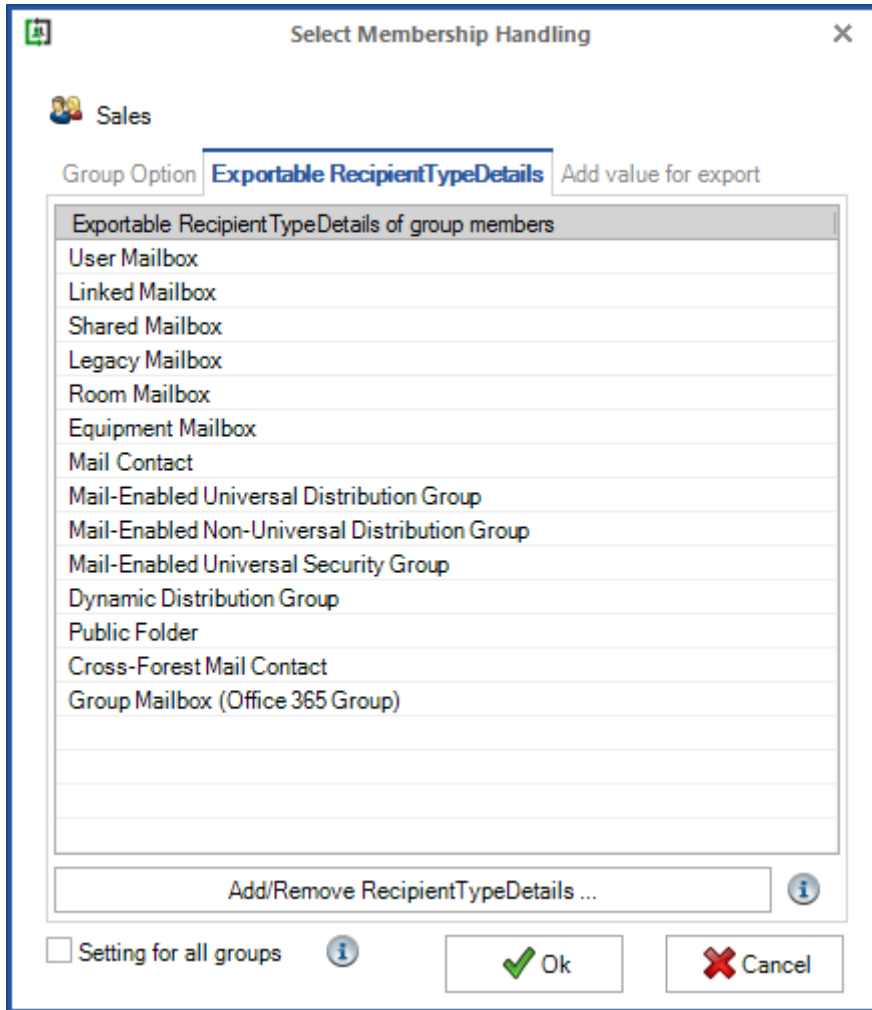 Select Membership Handling
Sales
Group Option Exportable RecipientTypeDetails Add value for export
Exportable RecipientTypeDetails of group members
User Mailbox
Linked Mailbox
Shared Mailbox
Legacy Mailbox
Room Mailbox
Equipment Mailbox
Mail Contact
Mail-Enabled Universal Distribution Group
Mail-Enabled Non-Universal Distribution Group
Mail-Enabled Universal Security Group
Dynamic Distribution Group
Public Folder
Cross-Forest Mail Contact
Group Mailbox (Office 365 Group)
Add/Remove RecipientTypeDetails ...
Setting for all groups
Ok
Cancel